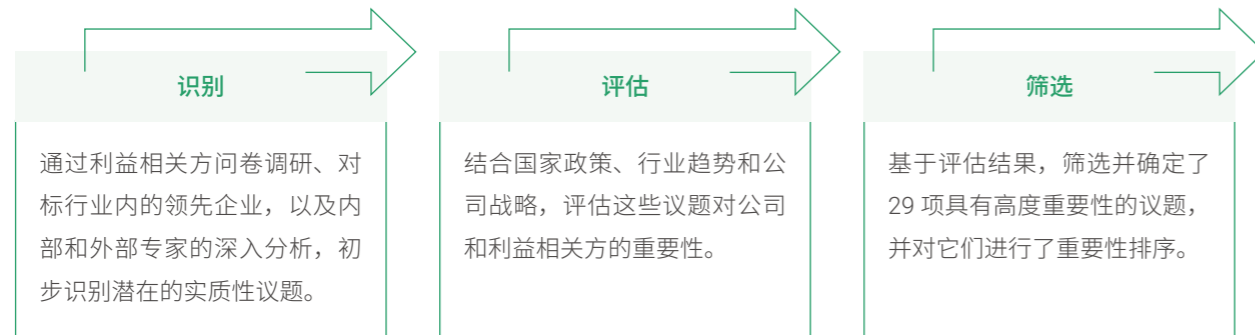 识别
通过利益相关方问卷调研、对
标行业内的领先企业，以及内
部和外部专家的深入分析，初
步识别潜在的实质性议题。
评估
结合国家政策、行业趋势和公
司战略，评估这些议题对公司
和利益相关方的重要性。
筛选
基于评估结果，筛选并确定了
29 项具有高度重要性的议题，
并对它们进行了重要性排序。